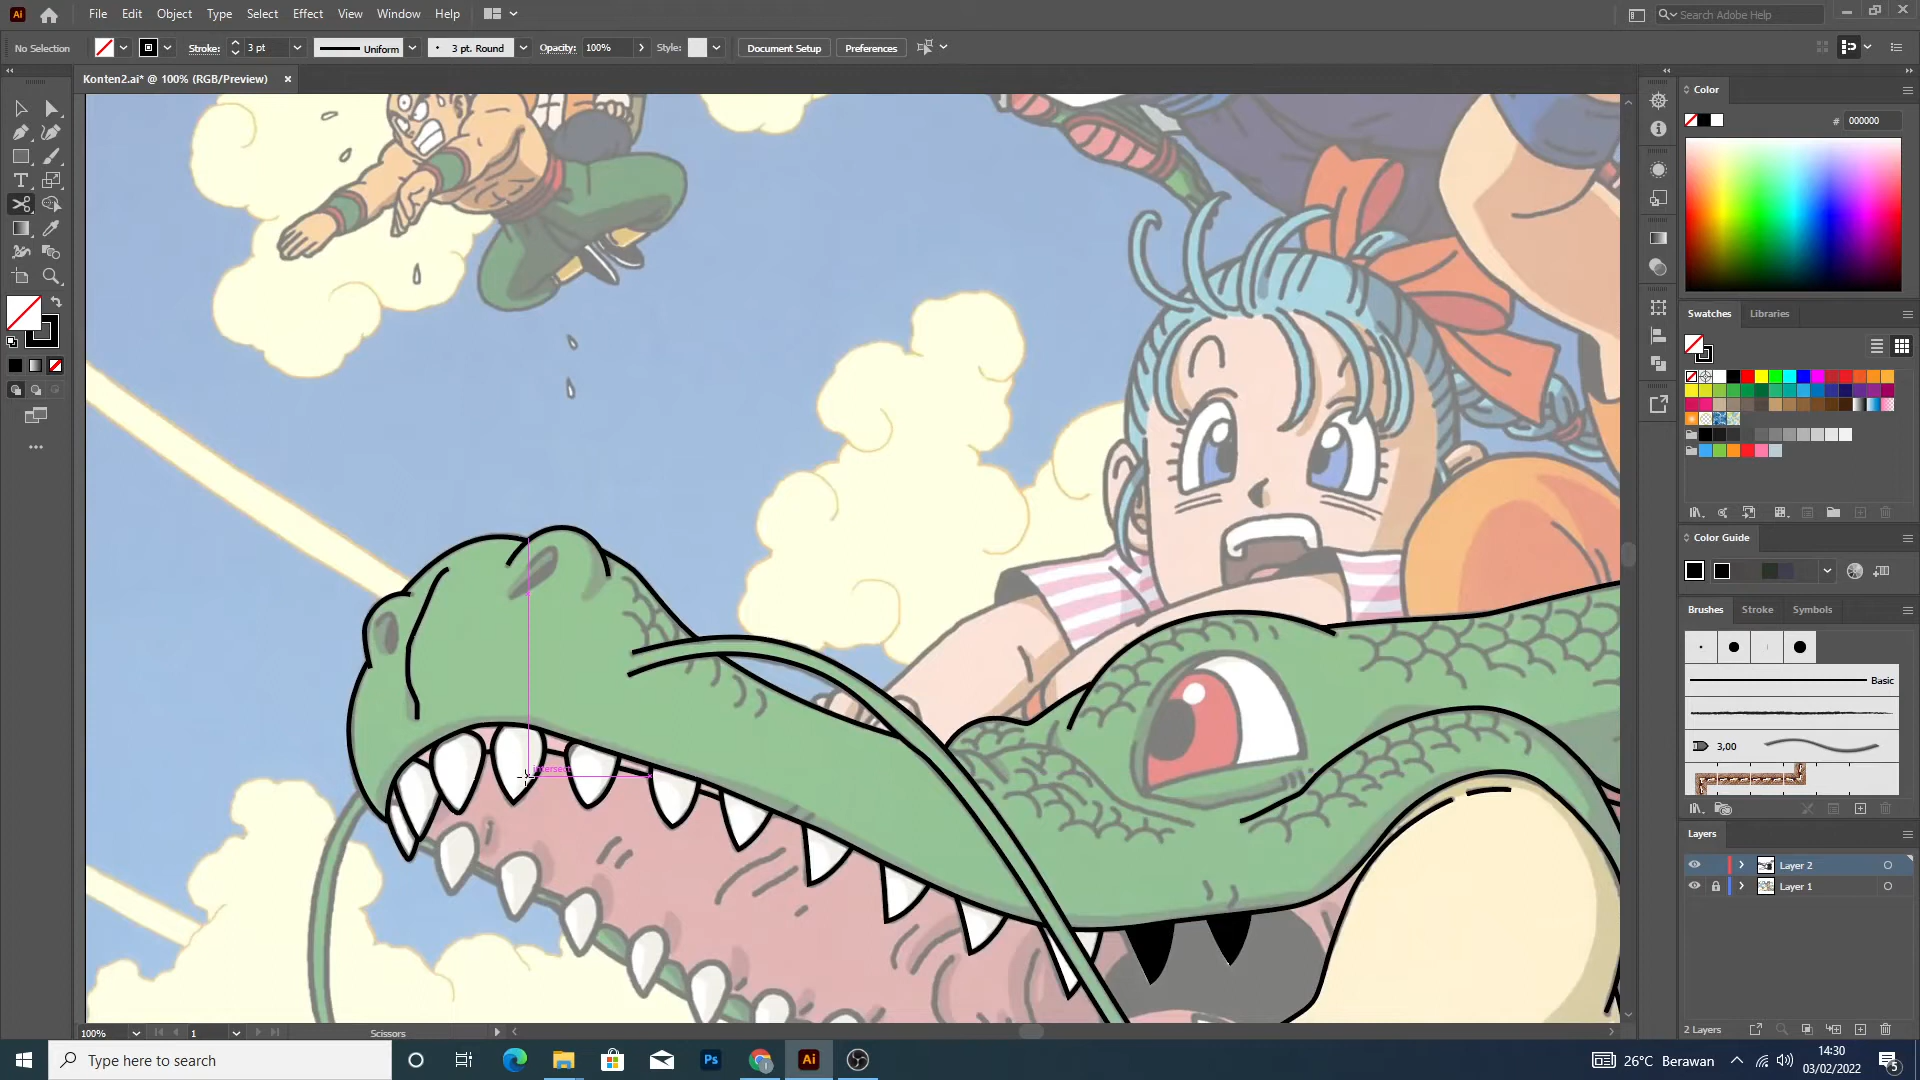 Ai
File Edit Object Type Select Effect View Window Help
Search Adobe Help
No Selection
Stroke:
3 pt
Uniform
3 pt. Round
Opacity:
100%
Style:
Document Setup
Preferences
Konten2.ai* @ 100% (RGB/Preview)
Color
#
000000
Swatches
Libraries
Color Guide
Brushes
Stroke
Symbols
Basic
3,00
Layers
Layer 2
Layer 1
intersect
2 Layers
100%
1
Scissors
Type here to search
Ps
Ai
26°C Berawan
14:30
03/02/2022
5